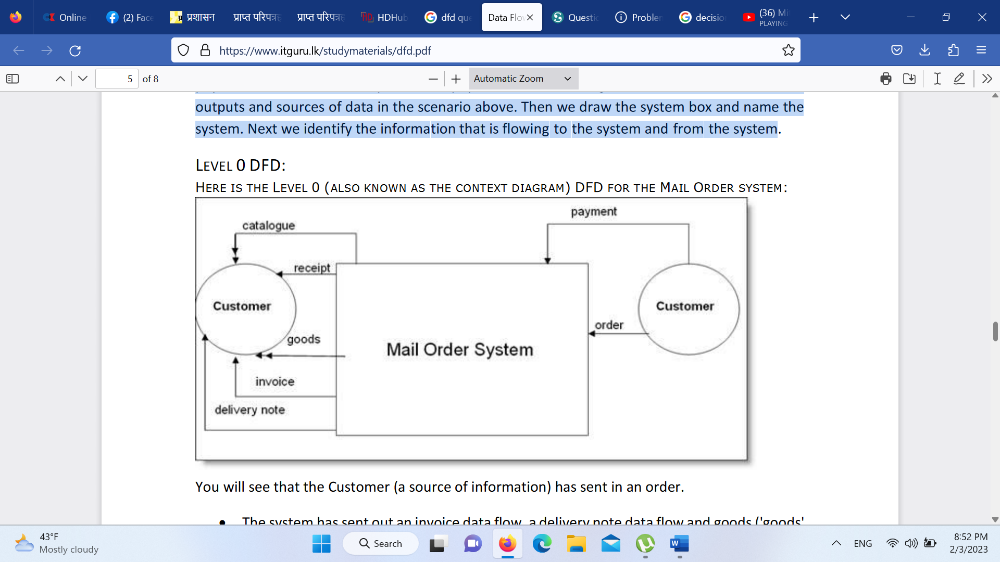 Online
(2) Face
प्रशासन
प्राप्त परिपत्रह
प्राप्त परिपत्रह
HDHub
dfd que
Data Flo
Questio
Problem
decisio
(36) Mi
PLAYING
https://www.itguru.lk/studymaterials/dfd.pdf
5 of 8
Automatic Zoom
outputs and sources of data in the scenario above. Then we draw the system box and name the
system. Next we identify the information that is flowing to the system and from the system.
LEVEL 0 DFD:
HERE IS THE LEVEL 0 (ALSO KNOWN AS THE CONTEXT DIAGRAM) DFD FOR THE MAIL ORDER SYSTEM:
payment
catalogue
receipt
Customer
Customer
order
goods
Mail Order System
invoice
delivery note
You will see that the Customer (a source of information) has sent in an order.
• The system has sent out an invoice data flow, a delivery note data flow and goods ('goods'
43°F
Mostly cloudy
Search
ENG
8:52 PM
2/3/2023